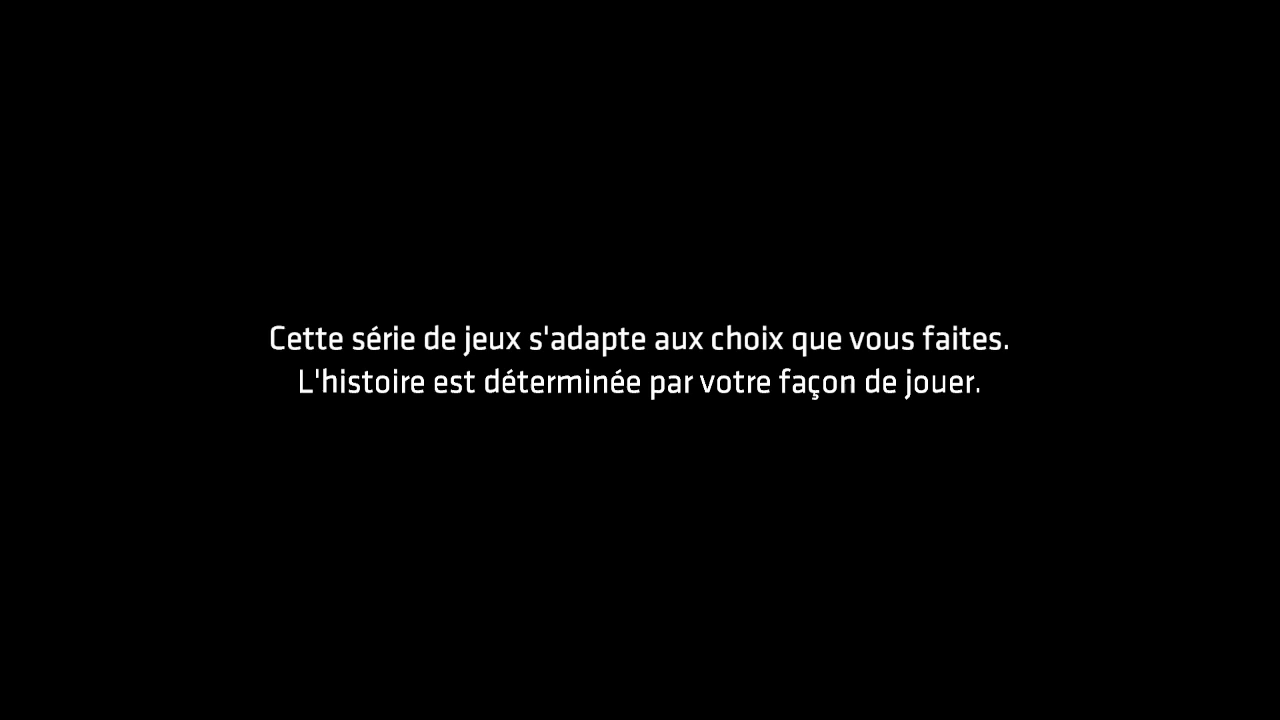 Cette série de jeux s'adapte aux choix que vous faites.
L'histoire est déterminée par votre façon de jouer.